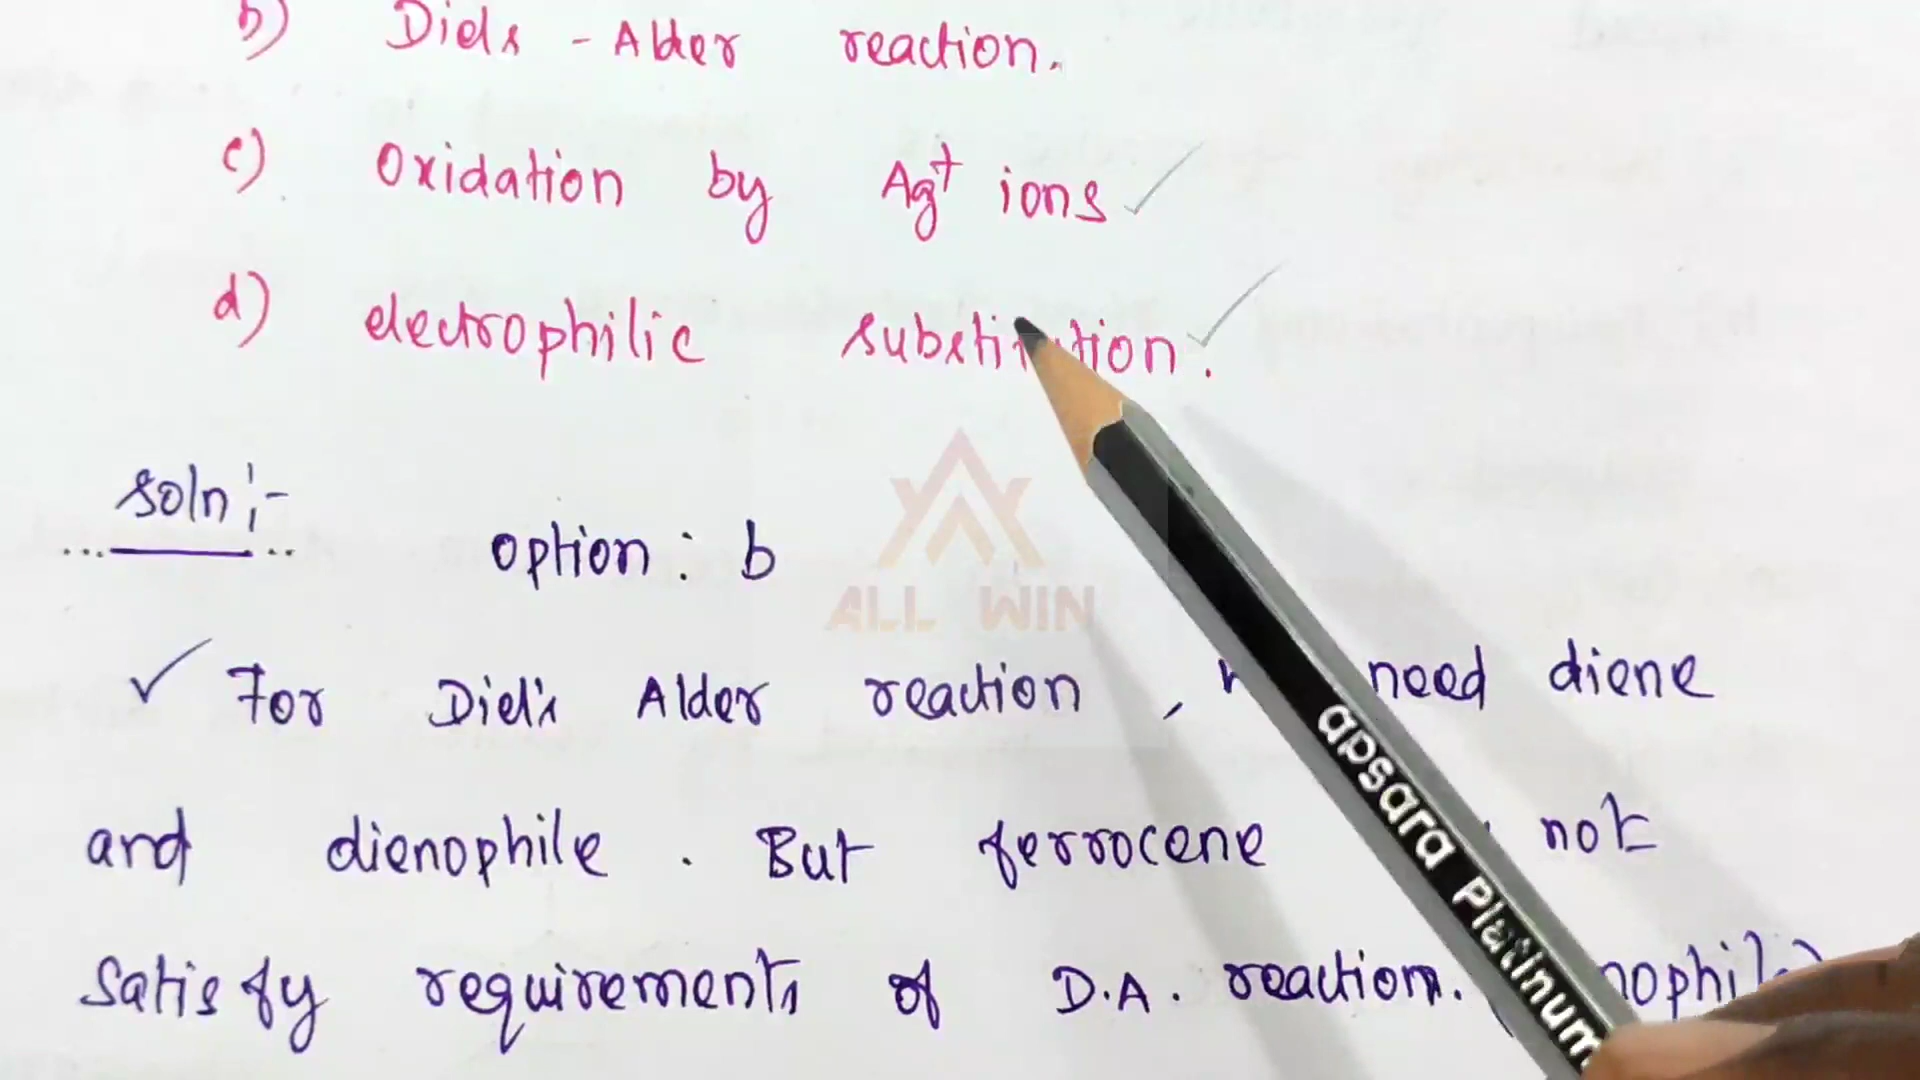 b) Diels - Alder reaction.
c) Oxidation by Ag+ ions ✓
d) electrophilic substitution ✓.
soln :-
option : b
ALL WIN
✓ For Diel's Alder reaction, need diene
and dienophile. But ferrocene not
satisfy requirements of D.A. reaction.
apsara Platinum